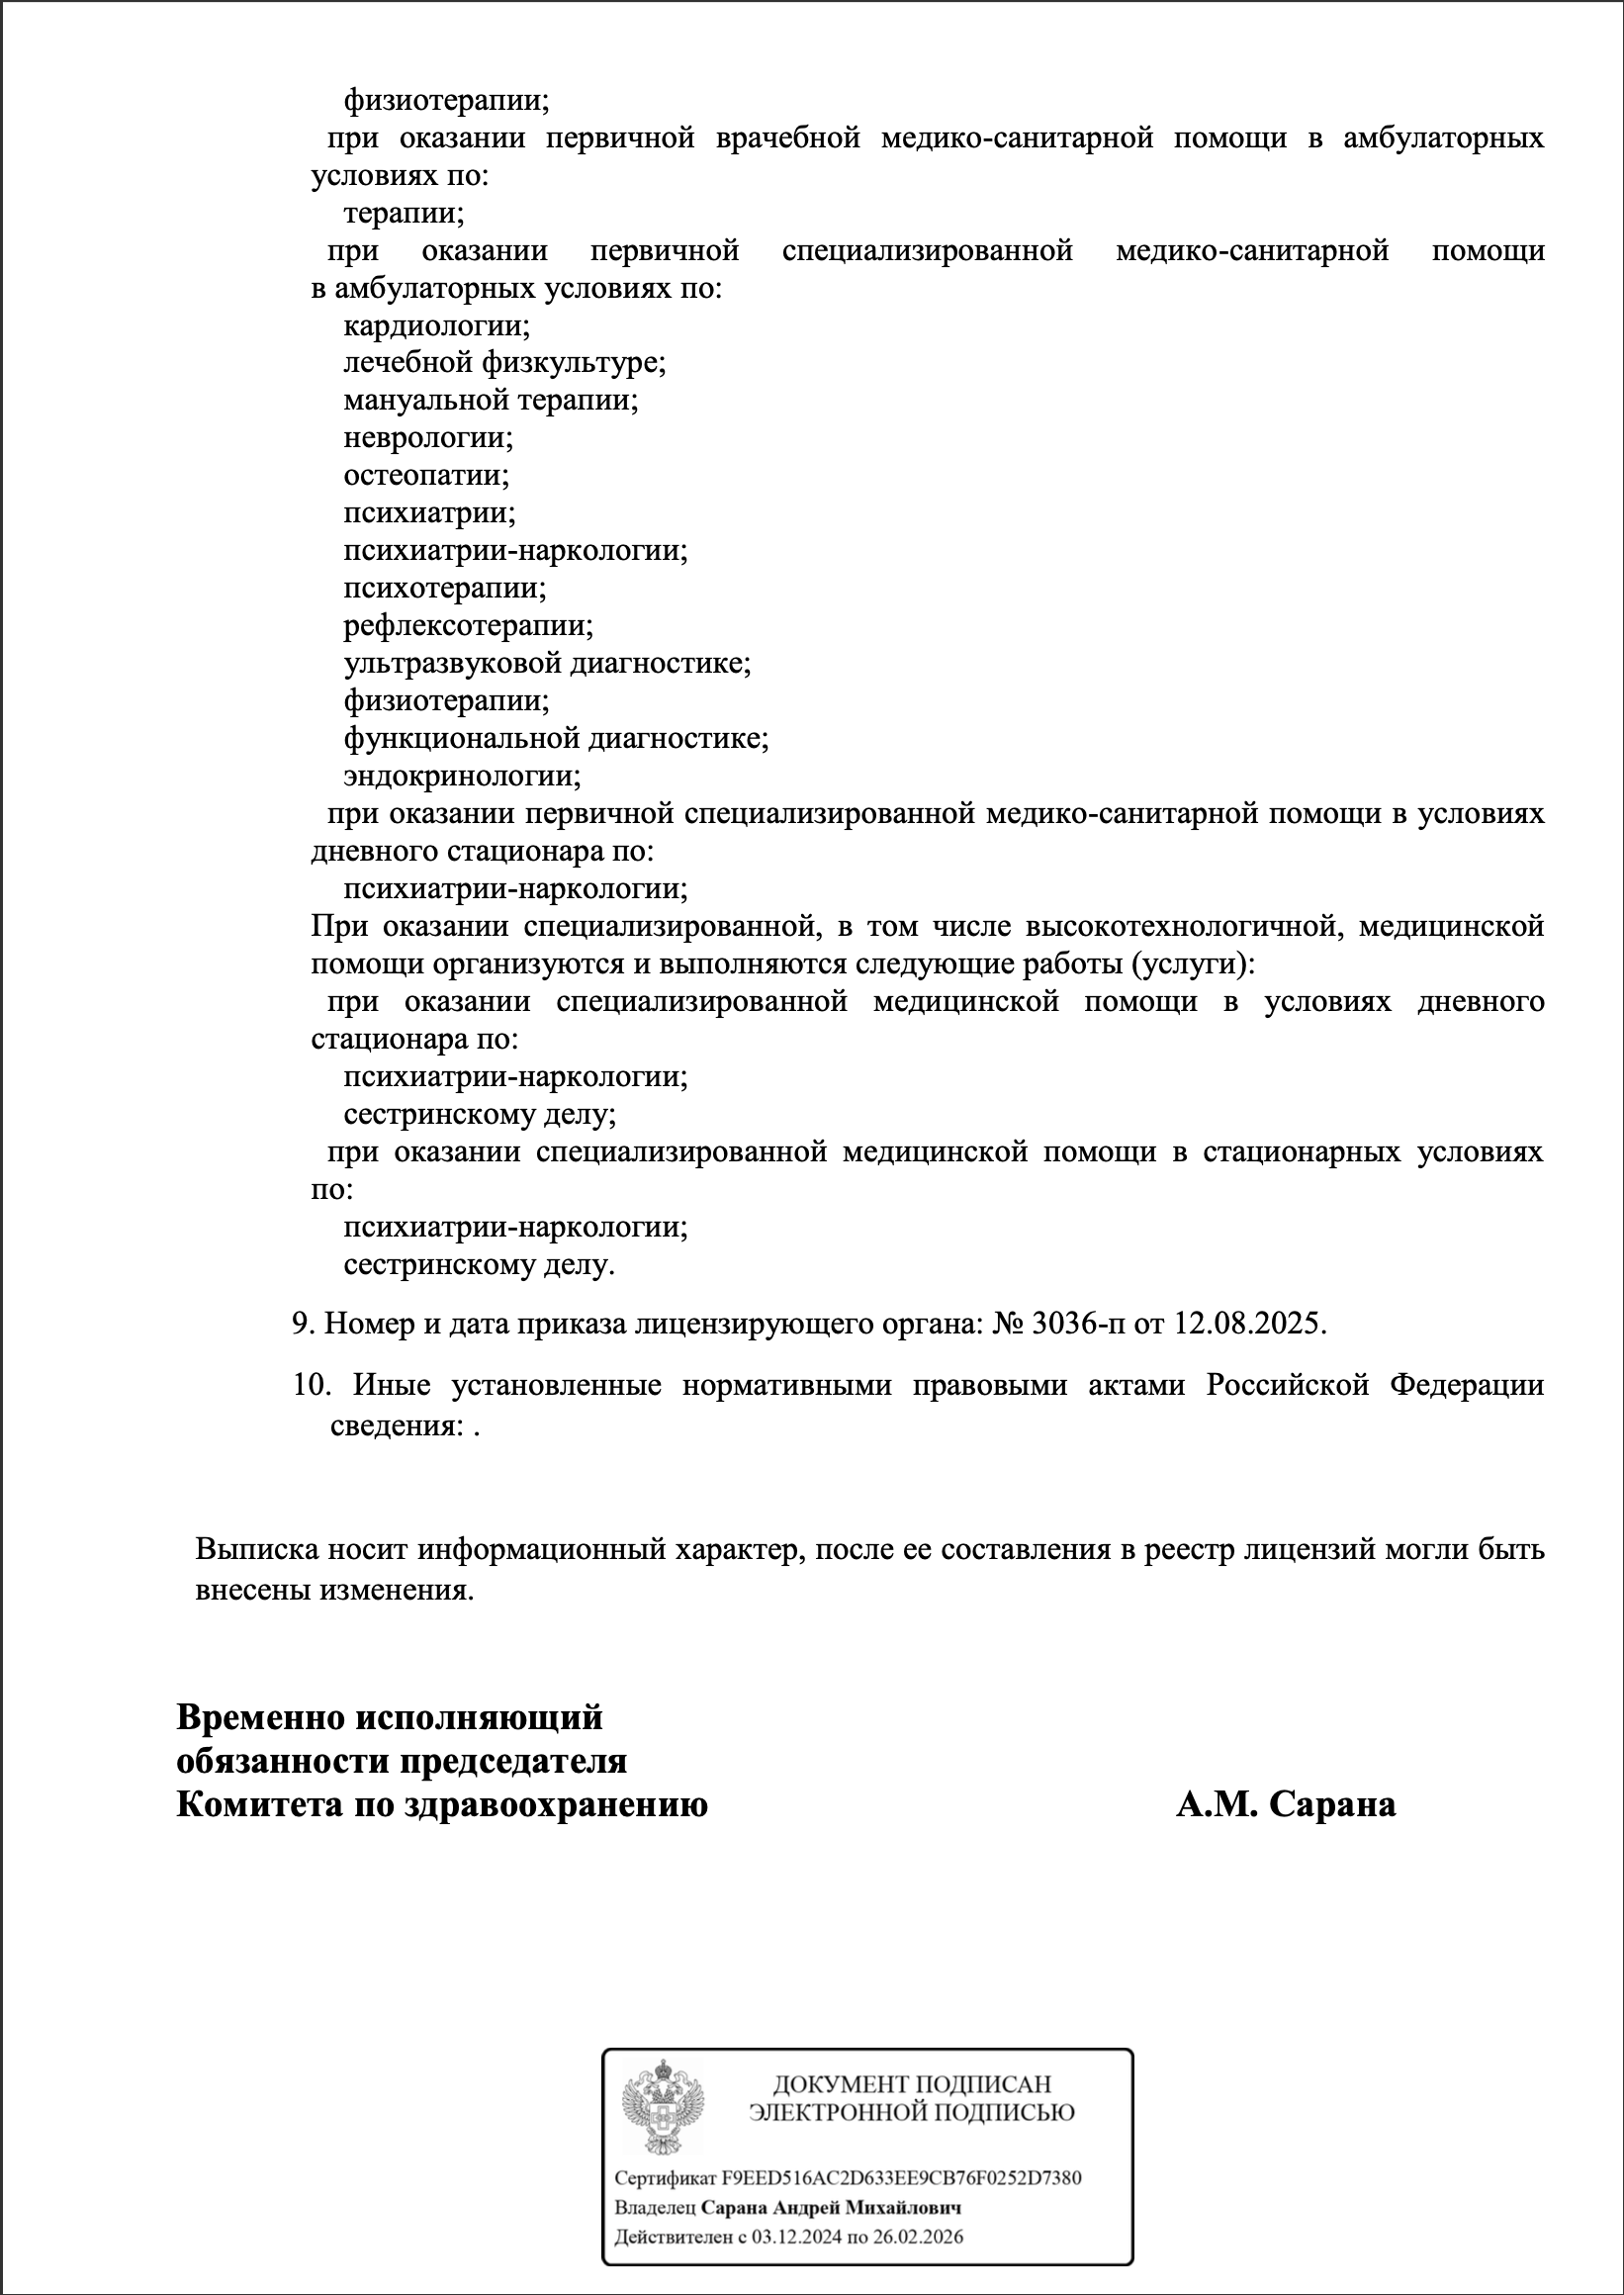 физиотерапии;
при оказании первичной врачебной медико-санитарной помощи в амбулаторных
условиях по:
терапии;
при оказании первичной специализированной медико-санитарной помощи
в амбулаторных условиях по:
кардиологии;
лечебной физкультуре;
мануальной терапии;
неврологии;
остеопатии;
психиатрии;
психиатрии-наркологии;
психотерапии;
рефлексотерапии;
ультразвуковой диагностике;
физиотерапии;
функциональной диагностике;
эндокринологии;
при оказании первичной специализированной медико-санитарной помощи в условиях
дневного стационара по:
психиатрии-наркологии;
При оказании специализированной, в том числе высокотехнологичной, медицинской
помощи организуются и выполняются следующие работы (услуги):
при оказании специализированной медицинской помощи в условиях дневного
стационара по:
психиатрии-наркологии;
сестринскому делу;
при оказании специализированной медицинской помощи в стационарных условиях
по:
психиатрии-наркологии;
сестринскому делу.
9. Номер и дата приказа лицензирующего органа: № 3036-п от 12.08.2025.
10. Иные установленные нормативными правовыми актами Российской Федерации
сведения: .
Выписка носит информационный характер, после ее составления в реестр лицензий могли быть
внесены изменения.
Временно исполняющий
обязанности председателя
Комитета по здравоохранению А.М. Сарана
ДОКУМЕНТ ПОДПИСАН
ЭЛЕКТРОННОЙ ПОДПИСЬЮ
Сертификат F9EED516AC2D633EE9CB76F0252D7380
Владелец Сарана Андрей Михайлович
Действителен с 03.12.2024 по 26.02.2026